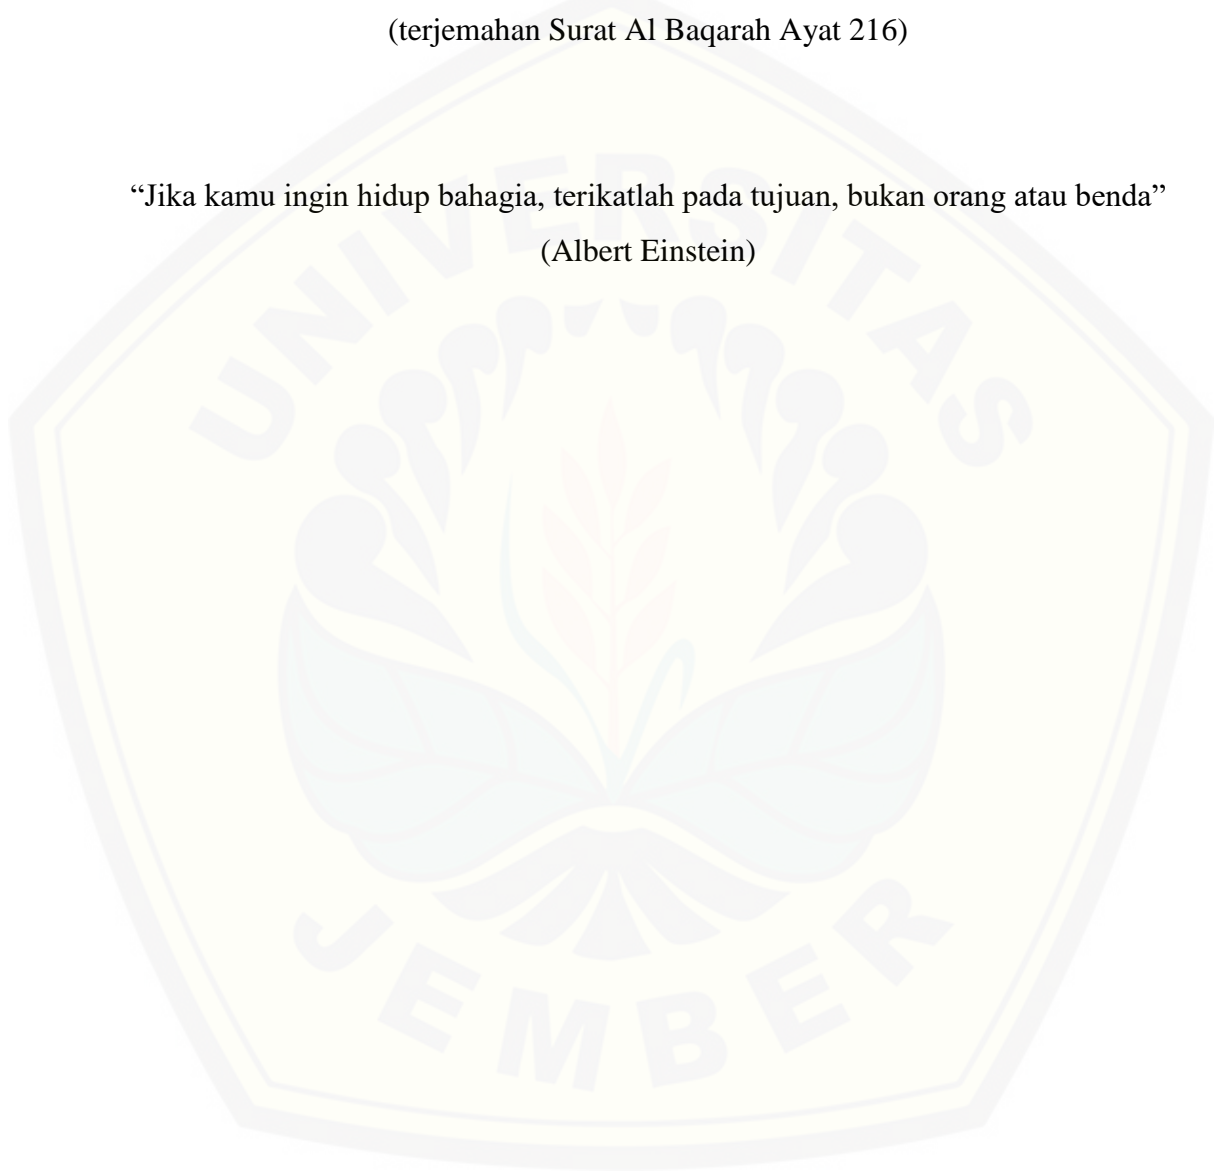 (terjemahan Surat Al Baqarah Ayat 216)
“Jika kamu ingin hidup bahagia, terikatlah pada tujuan, bukan orang atau benda”
(Albert Einstein)
UNIVERSITAS
JEMBER